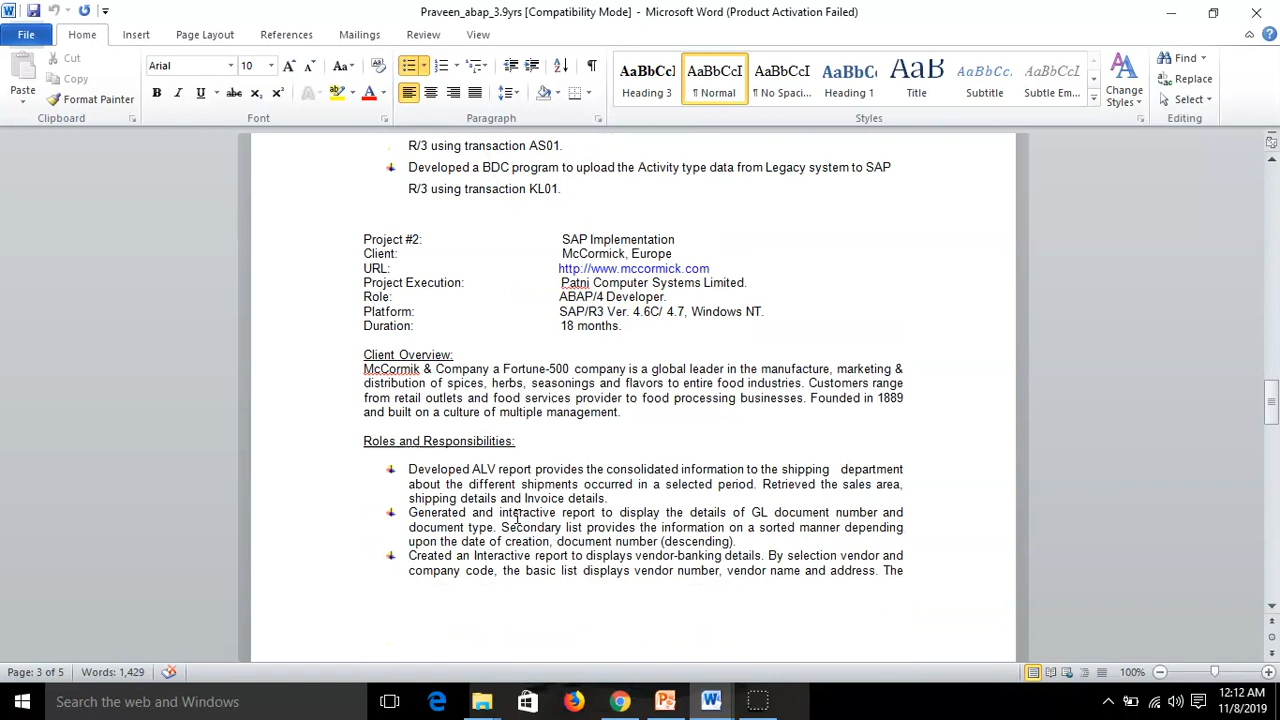 Praveen_abap_3.9yrs [Compatibility Mode] - Microsoft Word (Product Activation Failed)
File Home Insert Page Layout References Mailings Review View
Paste Cut Copy Format Painter
Arial 10 Aa
B I U abc X₂ X² A A
AaBbCcI AaBbCcI AaBbCcI AaBbC AaB AaBbCcI AaBbCcI
Heading 3 ¶ Normal ¶ No Spaci... Heading 1 Title Subtitle Subtle Em...
Change Styles
Find
Replace
Select
Clipboard Font Paragraph Styles Editing
R/3 using transaction AS01.
Developed a BDC program to upload the Activity type data from Legacy system to SAP
R/3 using transaction KL01.
Project #2: SAP Implementation
Client: McCormick, Europe
URL: http://www.mccormick.com
Project Execution: Patni Computer Systems Limited.
Role: ABAP/4 Developer.
Platform: SAP/R3 Ver. 4.6C/ 4.7, Windows NT.
Duration: 18 months.
Client Overview:
McCormik & Company a Fortune-500 company is a global leader in the manufacture, marketing &
distribution of spices, herbs, seasonings and flavors to entire food industries. Customers range
from retail outlets and food services provider to food processing businesses. Founded in 1889
and built on a culture of multiple management.
Roles and Responsibilities:
Developed ALV report provides the consolidated information to the shipping department
about the different shipments occurred in a selected period. Retrieved the sales area,
shipping details and Invoice details.
Generated and interactive report to display the details of GL document number and
document type. Secondary list provides the information on a sorted manner depending
upon the date of creation, document number (descending).
Created an Interactive report to displays vendor-banking details. By selection vendor and
company code, the basic list displays vendor number, vendor name and address. The
Page: 3 of 5 Words: 1,429 100%
Search the web and Windows
12:12 AM
11/8/2019